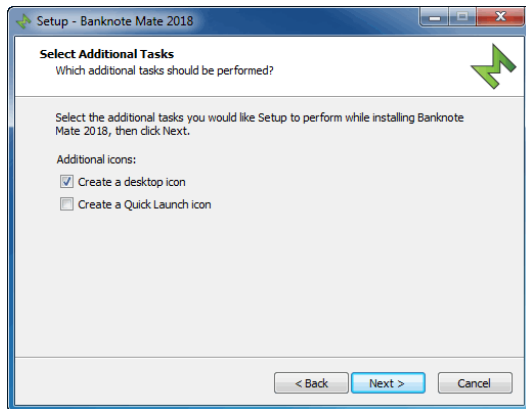 Setup - Banknote Mate 2018
Select Additional Tasks
Which additional tasks should be performed?
Select the additional tasks you would like Setup to perform while installing Banknote
Mate 2018, then click Next.
Additional icons:
Create a desktop icon
Create a Quick Launch icon
< Back Next > Cancel